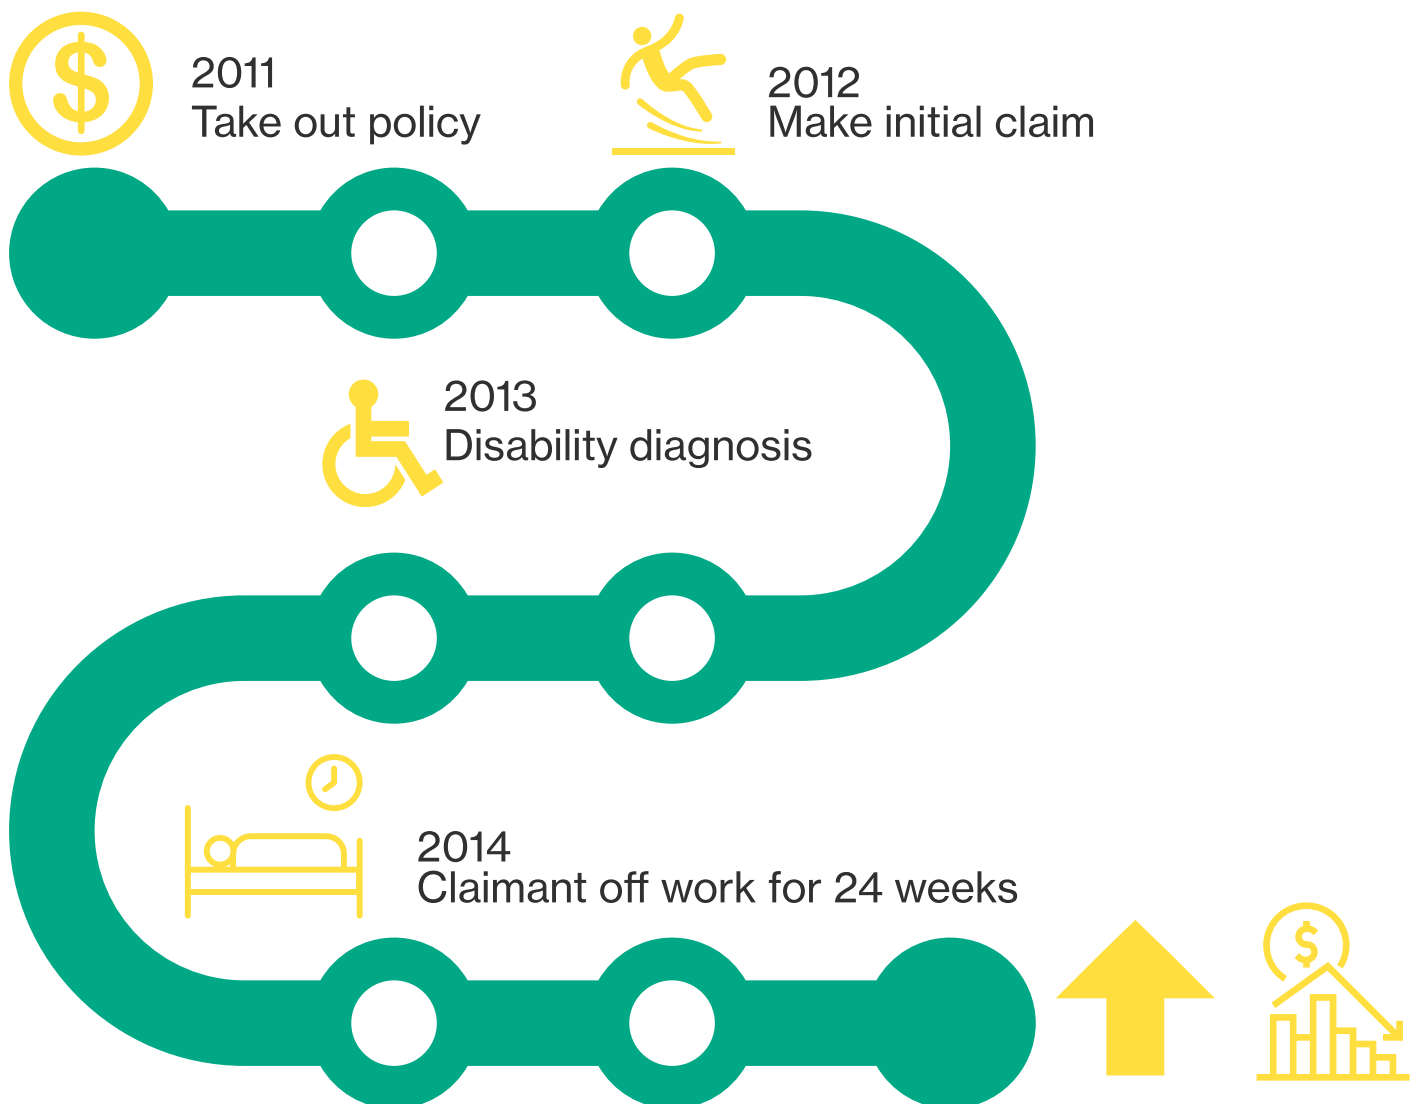 $
2011
Take out policy
2012
Make initial claim
2013
Disability diagnosis
2014
Claimant off work for 24 weeks
$